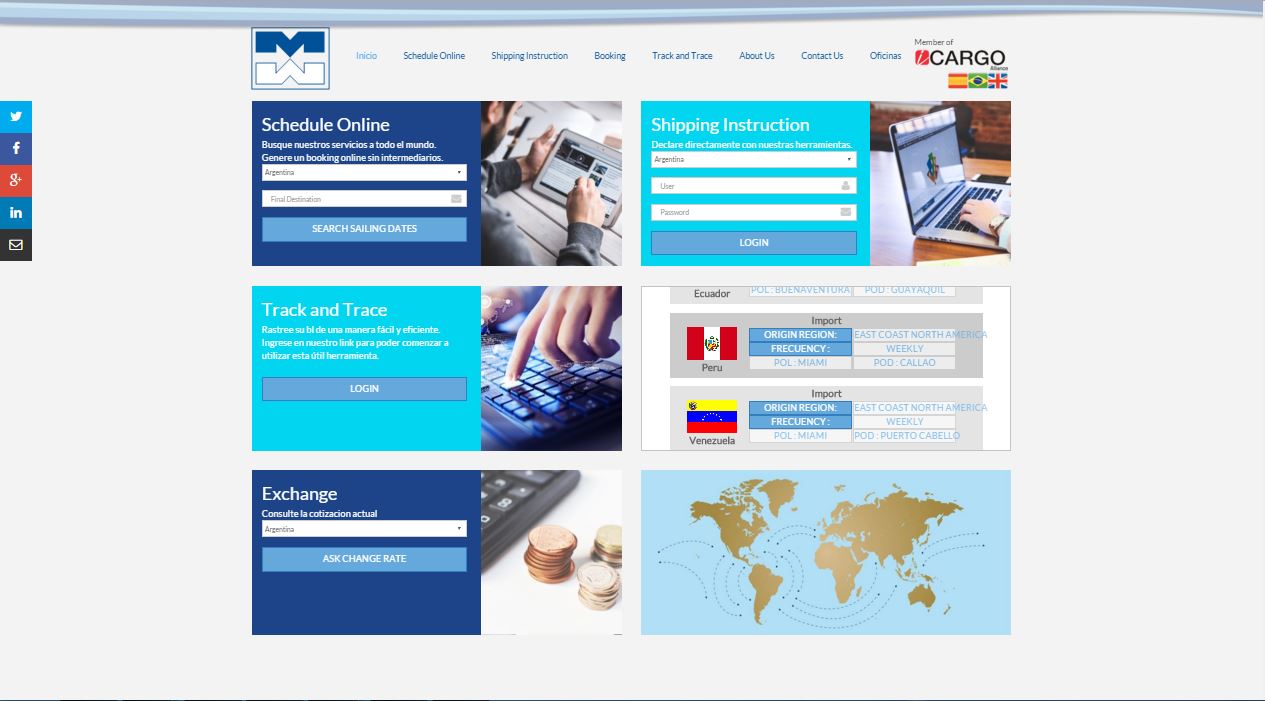 Inicio Schedule Online Shipping Instruction Booking Track and Trace About Us Contact Us Oficinas
Member of
CARGO
Alliance
Schedule Online
Busque nuestros servicios a todo el mundo.
Genere un booking online sin intermediarios.
Argentina
Final Destination
SEARCH SAILING DATES
Shipping Instruction
Declare directamente con nuestras herramientas.
Argentina
User
Password
LOGIN
Track and Trace
Rastree su bl de una manera fácil y eficiente.
Ingrese en nuestro link para poder comenzar a
utilizar esta útil herramienta.
LOGIN
Ecuador
POL : BUENAVENTURA POD : GUAYAQUIL
Import
ORIGIN REGION: EAST COAST NORTH AMERICA
FRECUENCY : WEEKLY
POL : MIAMI POD : CALLAO
Peru
Import
ORIGIN REGION: EAST COAST NORTH AMERICA
FRECUENCY : WEEKLY
POL : MIAMI POD : PUERTO CABELLO
Venezuela
Exchange
Consulte la cotizacion actual
Argentina
ASK CHANGE RATE